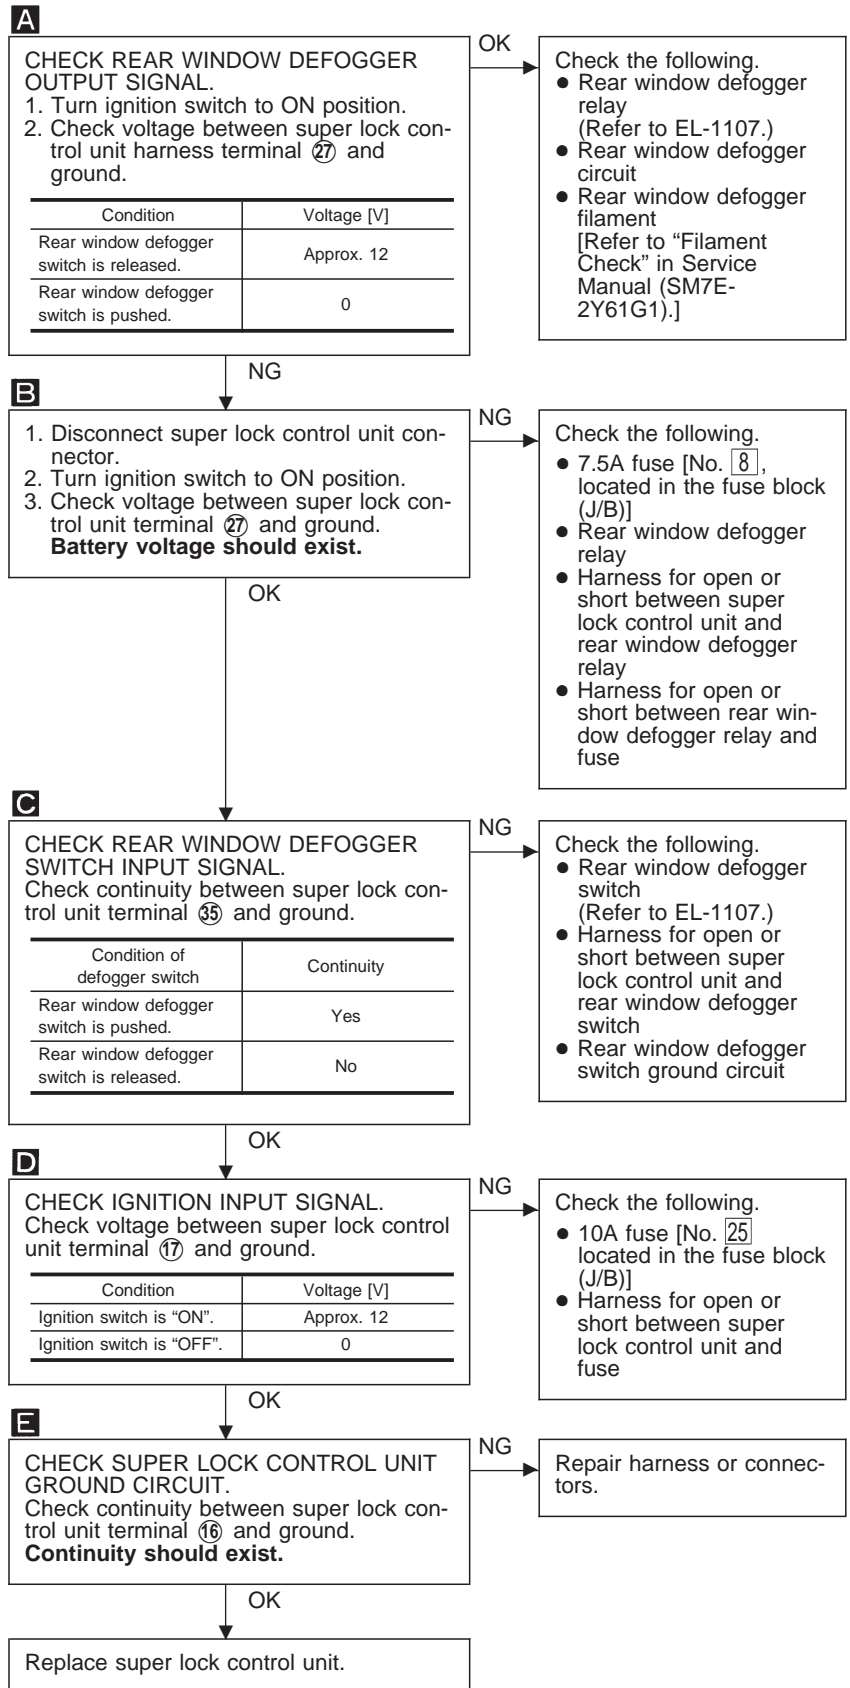 A
CHECK REAR WINDOW DEFOGGER
OUTPUT SIGNAL.
1. Turn ignition switch to ON position.
2. Check voltage between super lock con-
trol unit harness terminal ㉗ and
ground.
Condition Voltage [V]
Rear window defogger
switch is released.
Approx. 12
Rear window defogger
switch is pushed.
0
OK
Check the following.
● Rear window defogger
relay
(Refer to EL-1107.)
● Rear window defogger
circuit
● Rear window defogger
filament
[Refer to “Filament
Check” in Service
Manual (SM7E-
2Y61G1).]
NG
B
1. Disconnect super lock control unit con-
nector.
2. Turn ignition switch to ON position.
3. Check voltage between super lock con-
trol unit terminal ㉗ and ground.
Battery voltage should exist.
NG
Check the following.
● 7.5A fuse [No. 8,
located in the fuse block
(J/B)]
● Rear window defogger
relay
● Harness for open or
short between super
lock control unit and
rear window defogger
relay
● Harness for open or
short between rear win-
dow defogger relay and
fuse
OK
C
CHECK REAR WINDOW DEFOGGER
SWITCH INPUT SIGNAL.
Check continuity between super lock con-
trol unit terminal ㉟ and ground.
Condition of
defogger switch
Continuity
Rear window defogger
switch is pushed.
Yes
Rear window defogger
switch is released.
No
NG
Check the following.
● Rear window defogger
switch
(Refer to EL-1107.)
● Harness for open or
short between super
lock control unit and
rear window defogger
switch
● Rear window defogger
switch ground circuit
OK
D
CHECK IGNITION INPUT SIGNAL.
Check voltage between super lock control
unit terminal ⑰ and ground.
Condition Voltage [V]
Ignition switch is “ON”. Approx. 12
Ignition switch is “OFF”. 0
NG
Check the following.
● 10A fuse [No. 25
located in the fuse block
(J/B)]
● Harness for open or
short between super
lock control unit and
fuse
OK
E
CHECK SUPER LOCK CONTROL UNIT
GROUND CIRCUIT.
Check continuity between super lock con-
trol unit terminal ⑯ and ground.
Continuity should exist.
NG
Repair harness or connec-
tors.
OK
Replace super lock control unit.